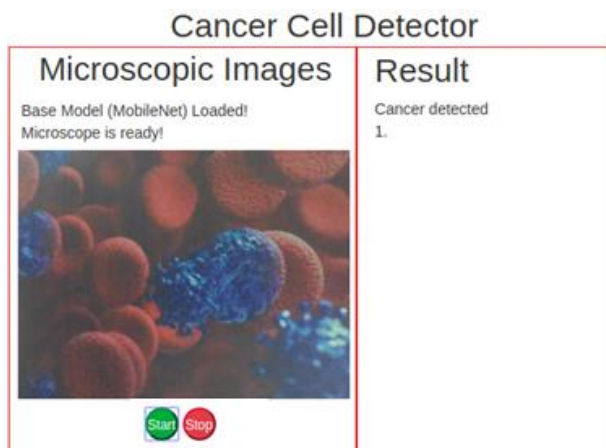 Cancer Cell Detector
Microscopic Images
Base Model (MobileNet) Loaded!
Microscope is ready!
Start Stop
Result
Cancer detected
1.